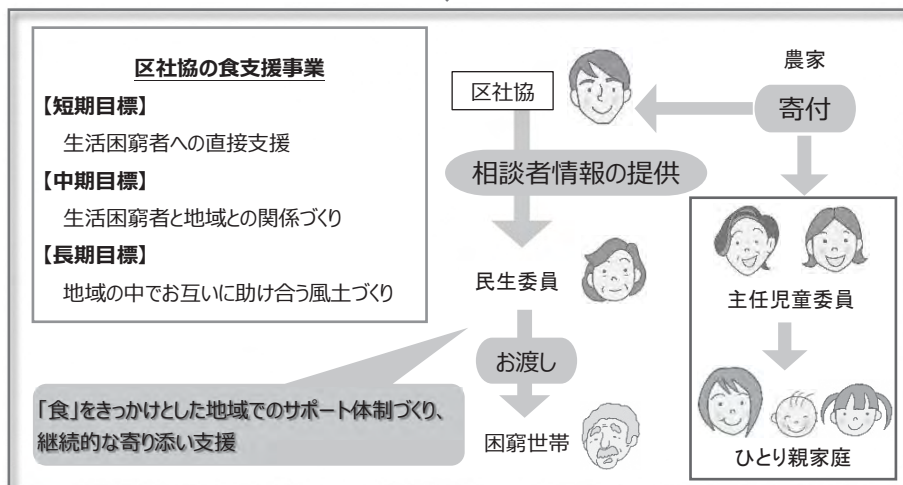 区社協の食支援事業
【短期目標】
生活困窮者への直接支援
【中期目標】
生活困窮者と地域との関係づくり
【長期目標】
地域の中でお互いに助け合う風土づくり
区社協
農家
寄付
相談者情報の提供
民生委員
主任児童委員
お渡し
「食」をきっかけとした地域でのサポート体制づくり、
継続的な寄り添い支援
困窮世帯
ひとり親家庭